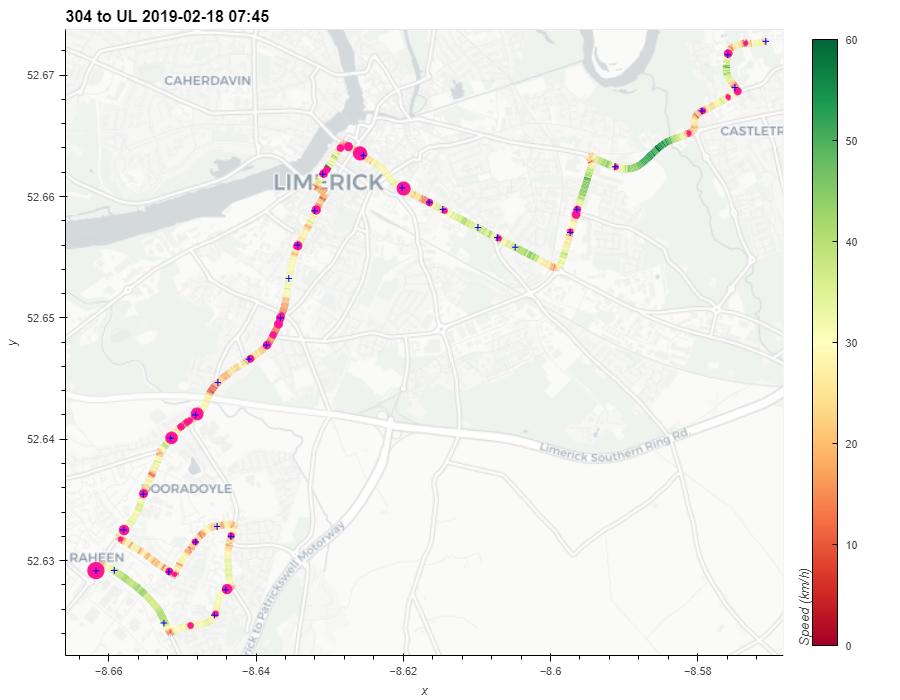 304 to UL 2019-02-18 07:45
60
52.67
CAHERDAVIN
50
CASTLETR
LIMERICK
52.66
40
52.65
30
y
52.64
Limerick Southern Ring Rd
20
DOORADOYLE
52.63
RAHEEN
rick to Patrickswell Motorway
10
Speed (km/h)
0
−8.66
−8.64
−8.62
−8.6
−8.58
x